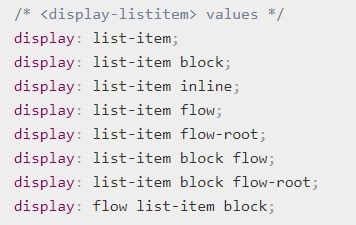 /* <display-listitem> values */
display: list-item;
display: list-item block;
display: list-item inline;
display: list-item flow;
display: list-item flow-root;
display: list-item block flow;
display: list-item block flow-root;
display: flow list-item block;